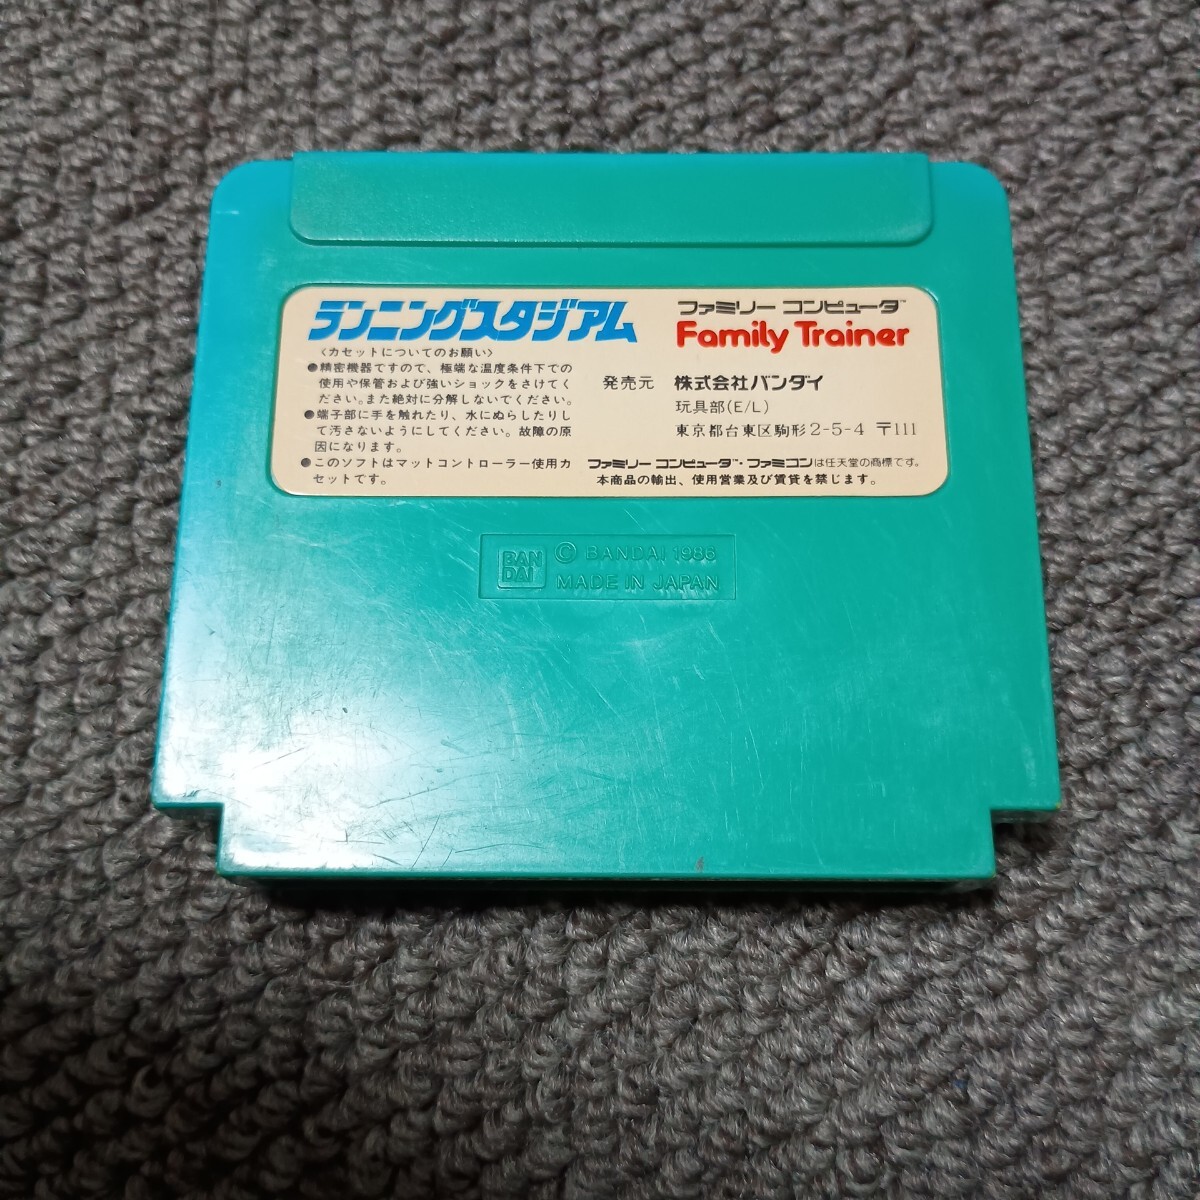 ランニングスタジアム
〈カセットについてのお願い〉
●精密機器ですので、極端な温度条件下での
使用や保管および強いショックをさけてく
ださい。また絶対に分解しないでください。
●端子部に手を触れたり、水にぬらしたりし
て汚さないようにしてください。故障の原
因になります。
●このソフトはマットコントローラー使用カ
セットです。
ファミリー コンピュータ™
Family Trainer
発売元 株式会社バンダイ
玩具部(E/L)
東京都台東区駒形2-5-4 〒111
ファミリー コンピュータ™・ファミコンは任天堂の商標です。
本商品の輸出、使用営業及び賃貸を禁じます。
BAN
DAI
© BANDAI 1986
MADE IN JAPAN